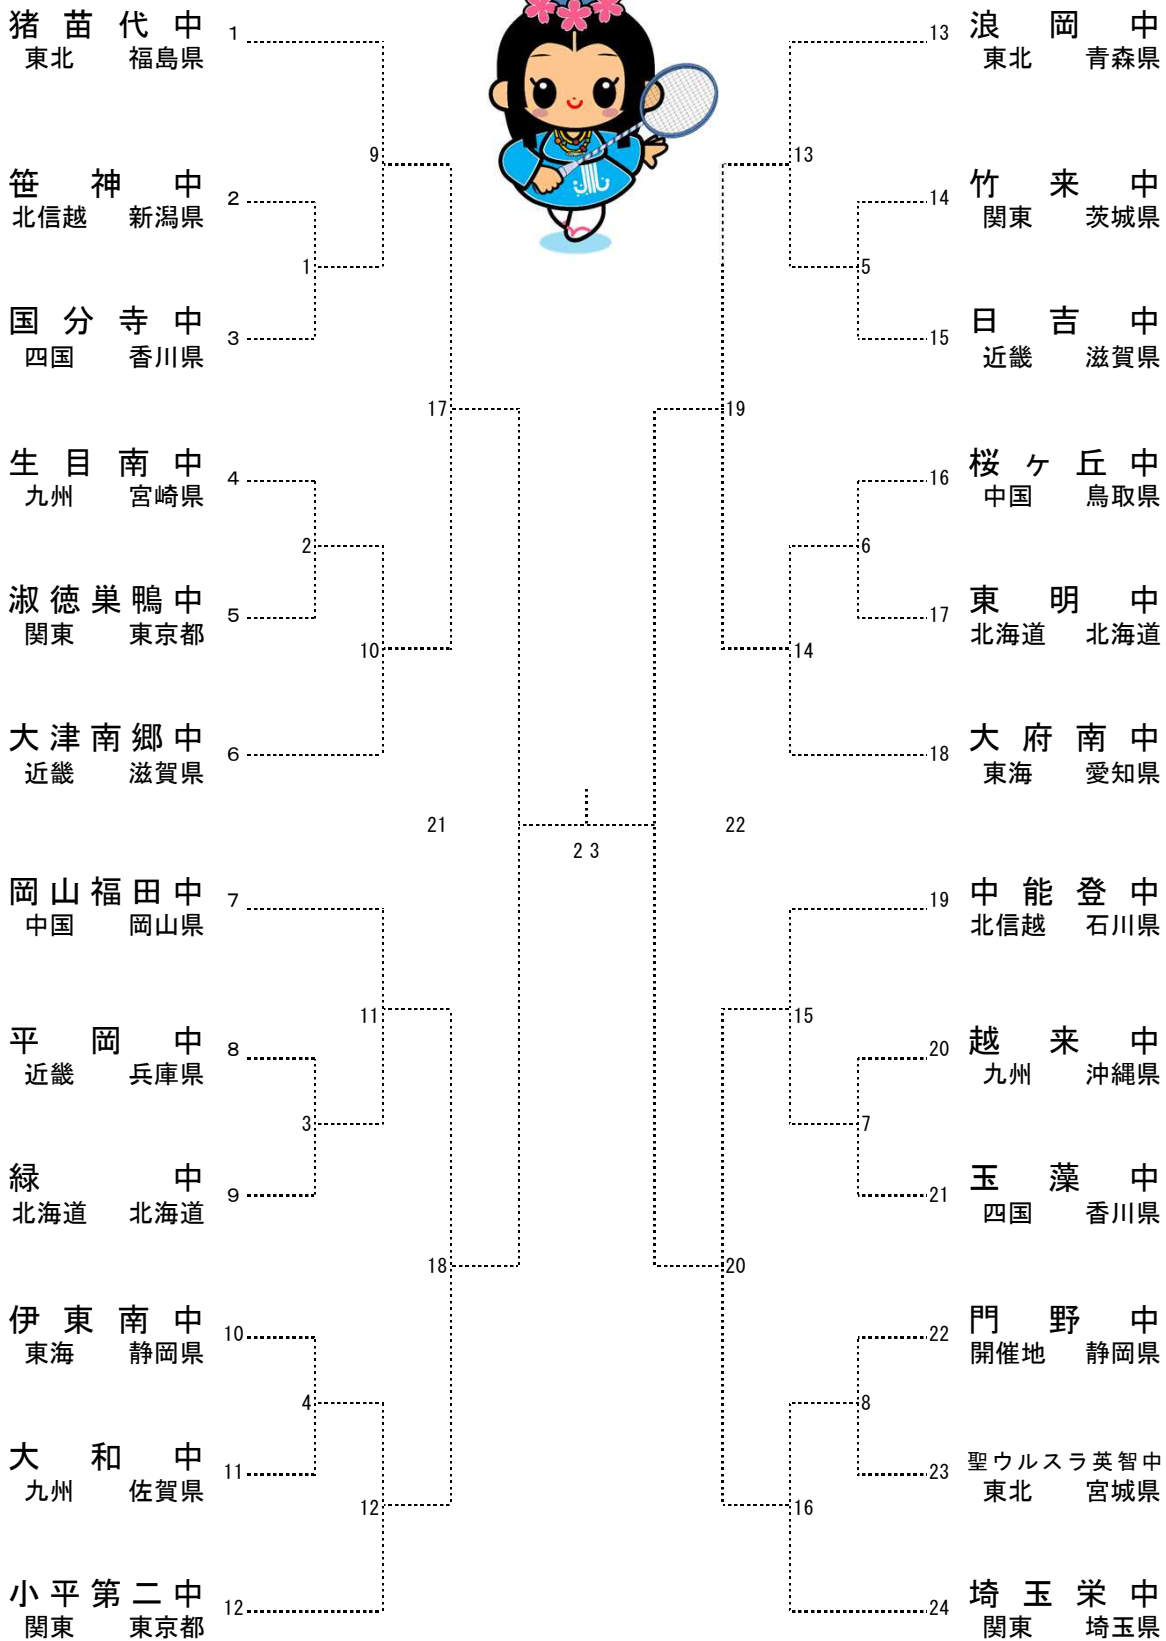 猪苗代中 1
東北 福島県
笹神中 2
北信越 新潟県
国分寺中 3
四国 香川県
生目南中 4
九州 宮崎県
淑徳巣鴨中 5
関東 東京都
大津南郷中 6
近畿 滋賀県
岡山福田中 7
中国 岡山県
平岡中 8
近畿 兵庫県
緑中 9
北海道 北海道
伊東南中 10
東海 静岡県
大和中 11
九州 佐賀県
小平第二中 12
関東 東京都
9
1
17
2
10
21
11
3
18
4
12
23
13
5
19
6
14
22
15
7
20
8
16
13 浪岡中
東北 青森県
14 竹来中
関東 茨城県
15 日吉中
近畿 滋賀県
16 桜ヶ丘中
中国 鳥取県
17 東明中
北海道 北海道
18 大府南中
東海 愛知県
19 中能登中
北信越 石川県
20 越来中
九州 沖縄県
21 玉藻中
四国 香川県
22 門野中
開催地 静岡県
23 聖ウルスラ英智中
東北 宮城県
24 埼玉栄中
関東 埼玉県